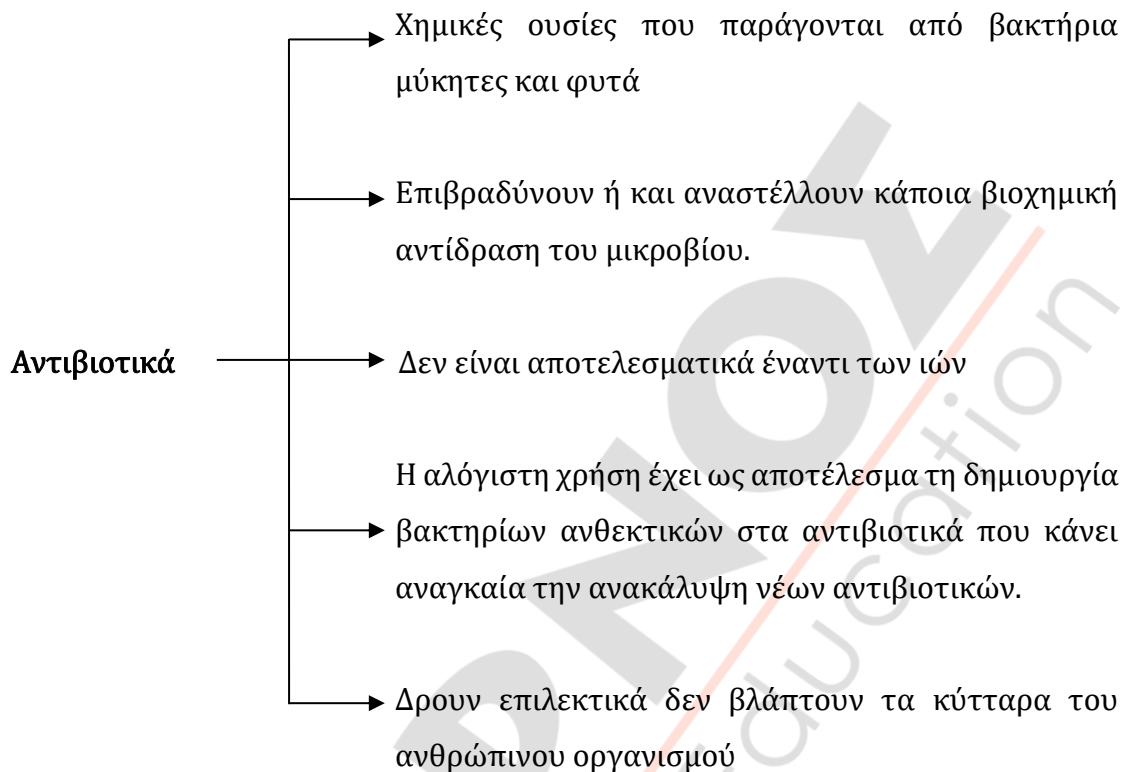 Χημικές ουσίες που παράγονται από βακτήρια
μύκητες και φυτά
Επιβραδύνουν ή και αναστέλλουν κάποια βιοχημική
αντίδραση του μικροβίου.
Αντιβιοτικά
Δεν είναι αποτελεσματικά έναντι των ιών
Η αλόγιστη χρήση έχει ως αποτέλεσμα τη δημιουργία
βακτηρίων ανθεκτικών στα αντιβιοτικά που κάνει
αναγκαία την ανακάλυψη νέων αντιβιοτικών.
Δρουν επιλεκτικά δεν βλάπτουν τα κύτταρα του
ανθρώπινου οργανισμού
ΡΝΟΣ
education